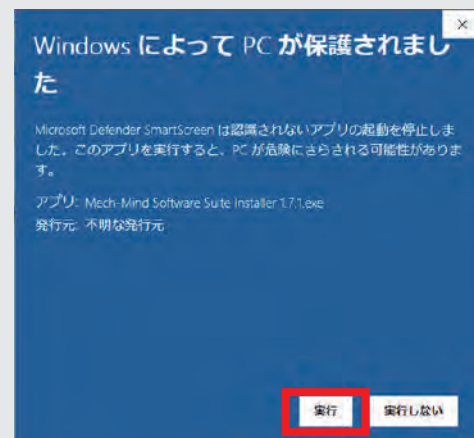 Windows によって PC が保護されまし
た
Microsoft Defender SmartScreen は認識されないアプリの起動を停止しま
した。このアプリを実行すると、PC が危険にさらされる可能性がありま
す。
アプリ: Mech-Mind Software Suite Installer 1.7.1.exe
発行元: 不明な発行元
実行 実行しない